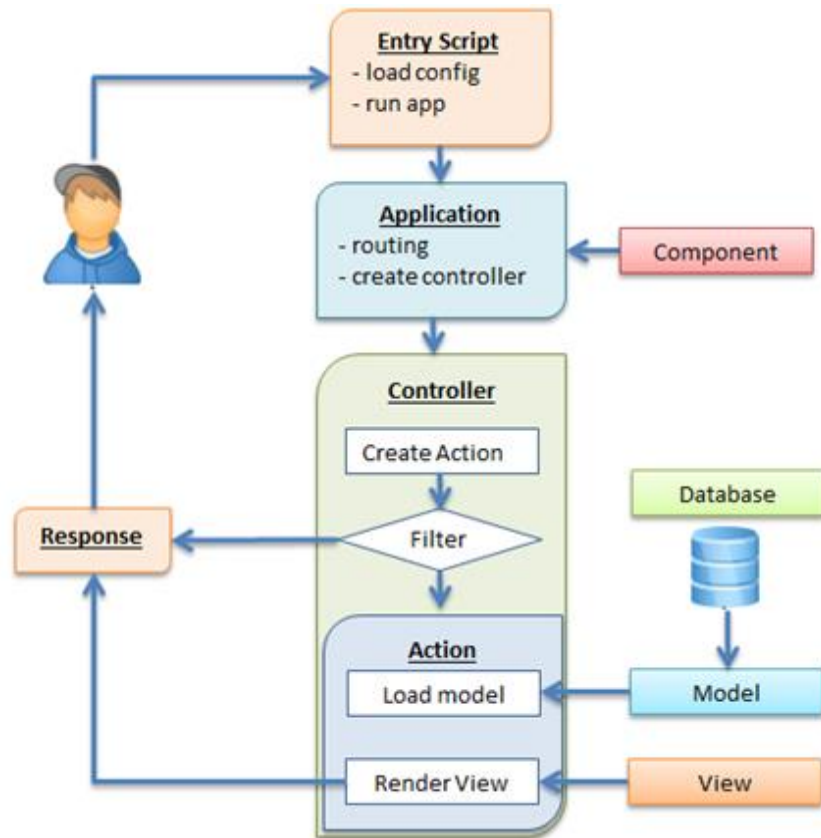 Entry Script
- load config
- run app
Application
- routing
- create controller
Component
Controller
Create Action
Database
Response
Filter
Action
Load model
Model
Render View
View